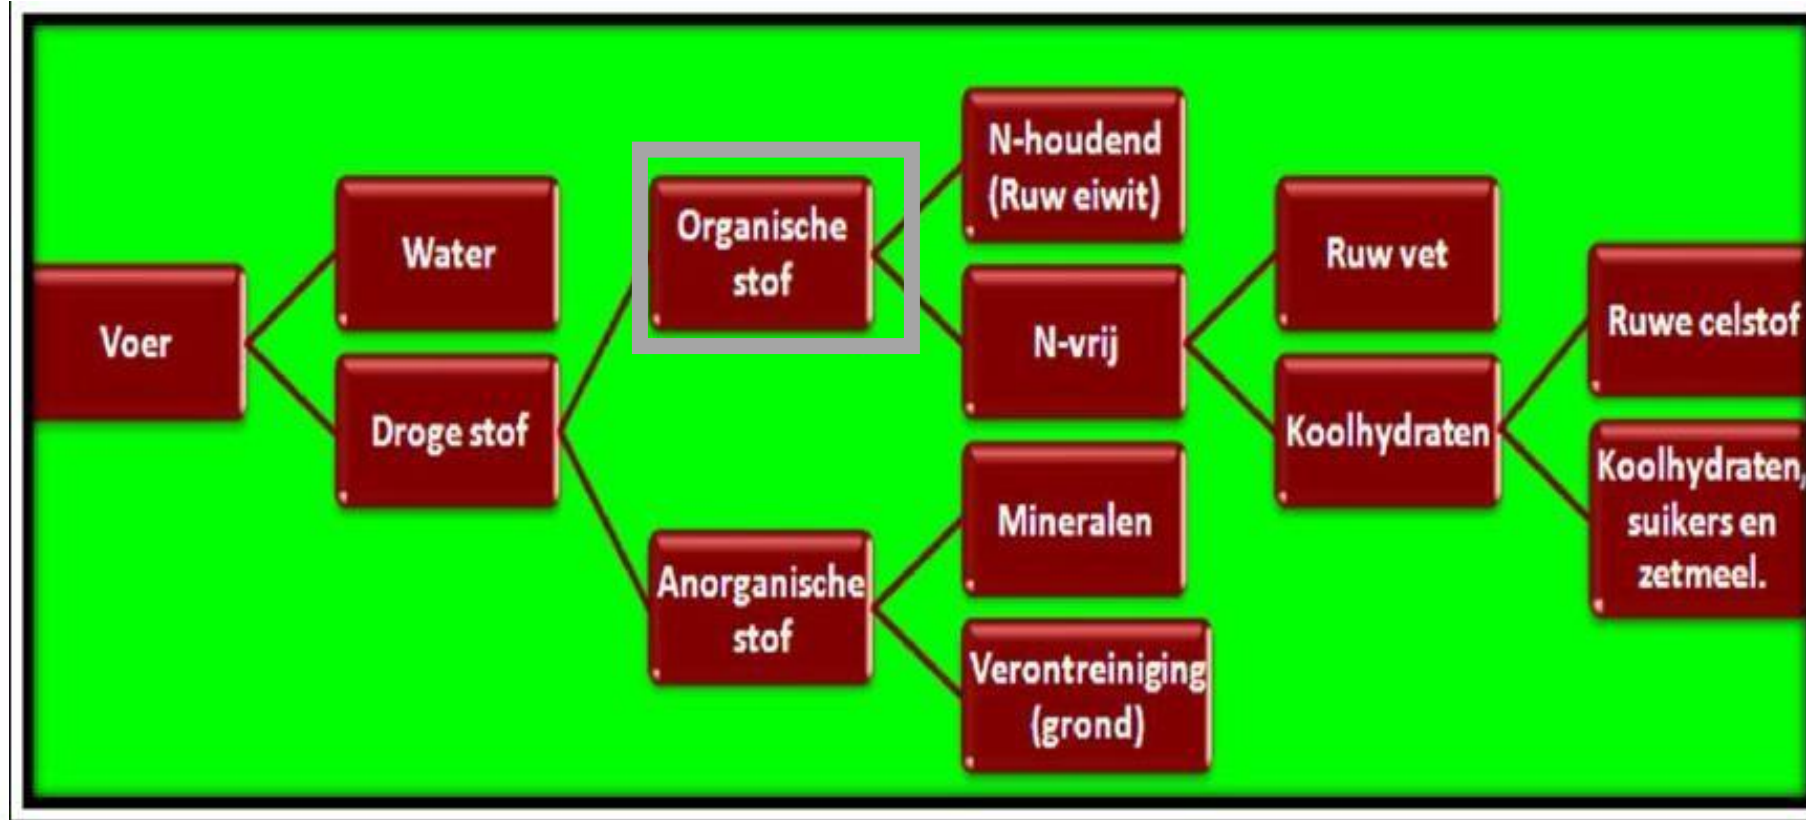 Voer
Water
Droge stof
Organische
stof
Anorganische
stof
N-houdend
(Ruw eiwit)
N-vrij
Mineralen
Verontreiniging
(grond)
Ruw vet
Koolhydraten
Ruwe celstof
Koolhydraten,
suikers en
zetmeel.